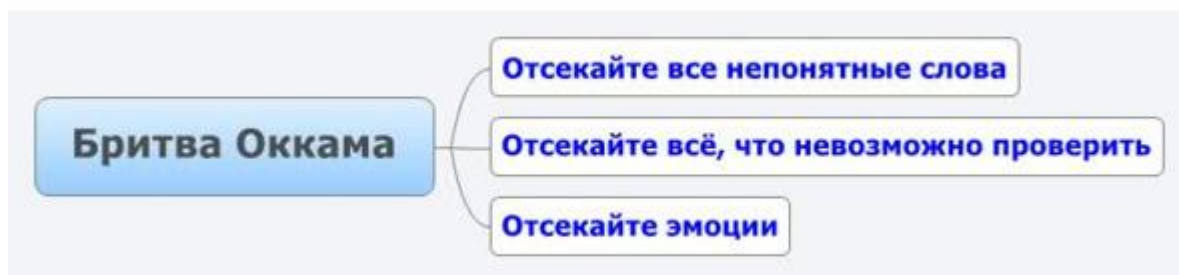 Бритва Оккама
Отсекайте все непонятные слова
Отсекайте всё, что невозможно проверить
Отсекайте эмоции